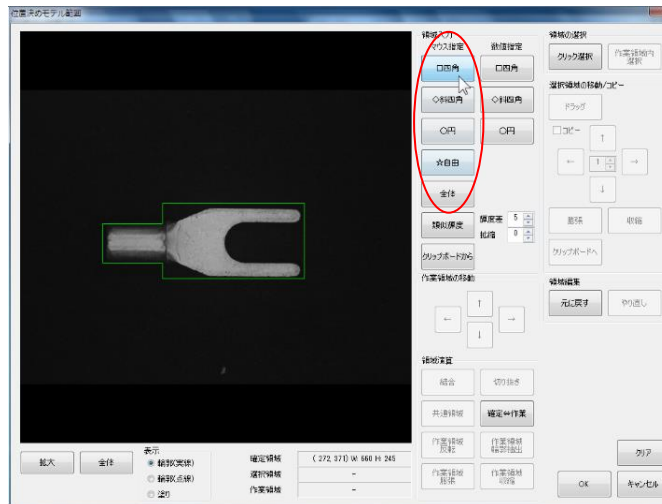 位置決めモデル範囲
領域入力
マウス指定
数値指定
□四角
□四角
◇斜四角
◇斜四角
○円
○円
☆自由
全体
類似輝度
輝度差 5
拡縮 0
クリップボードから
作業領域の移動
↑
← →
↓
領域演算
結合
切り抜き
共通領域
確定⇔作業
作業領域
反転
作業領域
輪郭抽出
作業領域
膨張
作業領域
収縮
領域の選択
クリック選択
作業領域内
選択
選択領域の移動/コピー
ドラッグ
コピー
↑
← 1 →
↓
膨張
収縮
クリップボードへ
領域編集
元に戻す
やり直し
クリア
OK
キャンセル
拡大
全体
表示
輪郭(実線)
輪郭(点線)
塗り
確定領域
( 272, 371) W: 660 H: 245
選択領域
-
作業領域
-